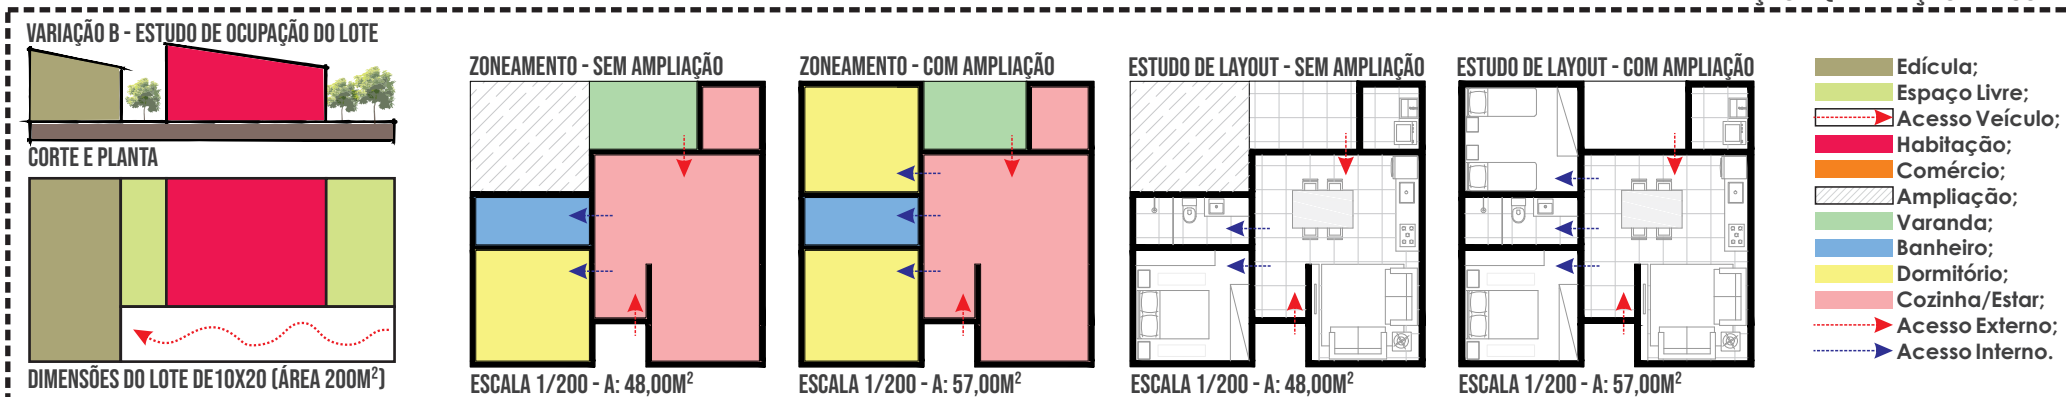 VARIAÇÃO B - ESTUDO DE OCUPAÇÃO DO LOTE
CORTE E PLANTA
DIMENSÕES DO LOTE DE10X20 (ÁREA 200M²)
ZONEAMENTO - SEM AMPLIAÇÃO
ESCALA 1/200 - A: 48,00M²
ZONEAMENTO - COM AMPLIAÇÃO
ESCALA 1/200 - A: 57,00M²
ESTUDO DE LAYOUT - SEM AMPLIAÇÃO
ESCALA 1/200 - A: 48,00M²
ESTUDO DE LAYOUT - COM AMPLIAÇÃO
ESCALA 1/200 - A: 57,00M²
Edícula;
Espaço Livre;
Acesso Veículo;
Habitação;
Comércio;
Ampliação;
Varanda;
Banheiro;
Dormitório;
Cozinha/Estar;
Acesso Externo;
Acesso Interno.